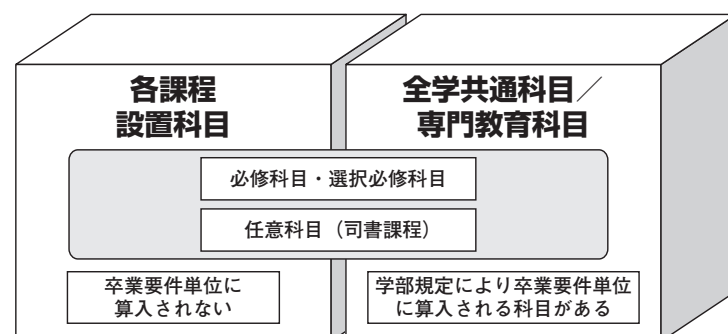 各課程
設置科目
全学共通科目／
専門教育科目
必修科目・選択必修科目
任意科目（司書課程）
卒業要件単位に
算入されない
学部規定により卒業要件単位
に算入される科目がある